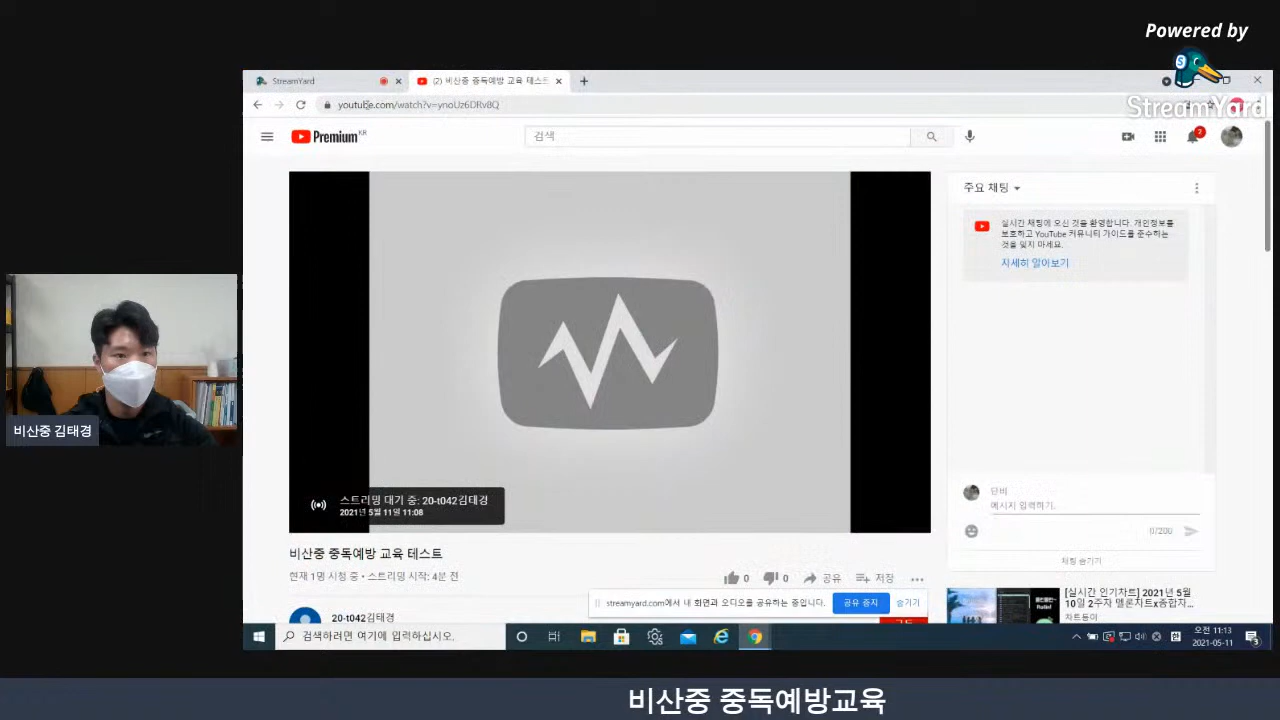 Powered by
StreamYard
StreamYard
(2) 비산중 중독예방 교육 테스트
youtube.com/watch?v=ynoUz6DRv8Q
Premium KR
검색
7
주요 채팅
실시간 채팅에 오신 것을 환영합니다. 개인정보를
보호하고 YouTube 커뮤니티 가이드를 준수하는
것을 잊지 마세요.
자세히 알아보기
비산중 김태경
스트리밍 대기 중: 20-t042김태경
2021년 5월 11일 11:08
단비
메시지 입력하기.
0/200
채팅 숨기기
비산중 중독예방 교육 테스트
현재 1명 시청 중 • 스트리밍 시작: 4분 전
0
0
공유
저장
streamyard.com에서 내 화면과 오디오를 공유하는 중입니다.
공유 중지
숨기기
20-t042김태경
[실시간 인기차트] 2021년 5월
10일 2주차 멜론차트x종합차...
차트동이
검색하려면 여기에 입력하십시오.
오전 11:13
2021-05-11
3
비산중 중독예방교육